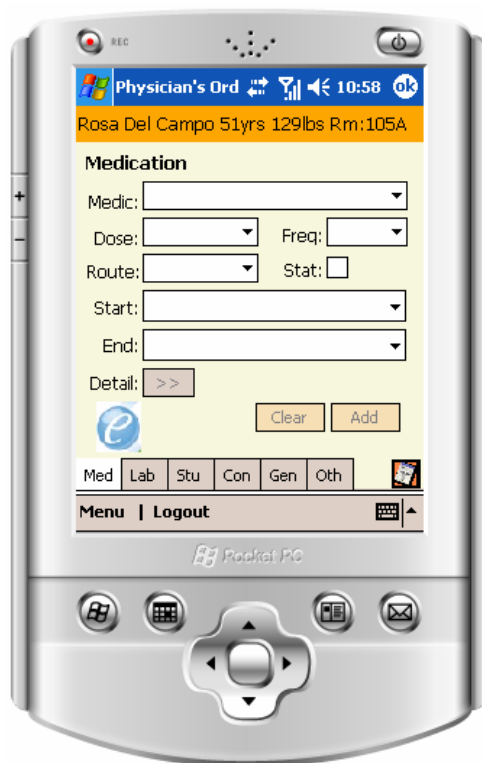 REC
Physician's Ord 10:58 ok
Rosa Del Campo 51yrs 129lbs Rm:105A
Medication
Medic:
Dose: Freq:
Route: Stat:
Start:
End:
Detail: >>
e
Clear Add
Med Lab Stu Con Gen Oth
Menu | Logout
Pocket PC